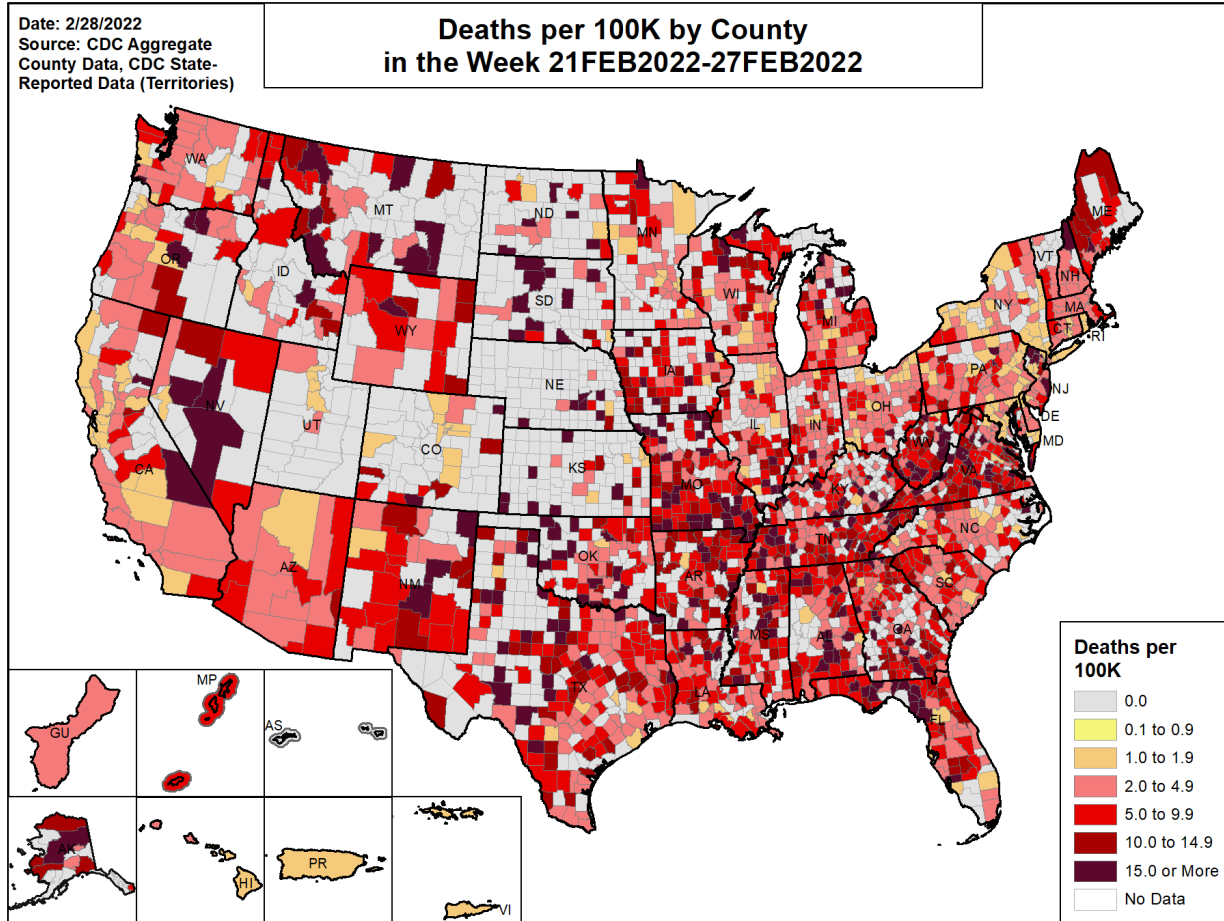 Date: 2/28/2022
Source: CDC Aggregate
County Data, CDC State-
Reported Data (Territories)
Deaths per 100K by County
in the Week 21FEB2022-27FEB2022
WA
MT
ND
MN
ME
OR
ID
SD
WI
MI
VT
NH
NY
MA
CT
RI
WY
IA
NE
PA
NJ
NV
UT
CO
IL
IN
OH
DE
MD
WV
VA
CA
KS
MO
KY
AZ
NM
OK
AR
TN
NC
SC
MS
AL
GA
TX
LA
FL
GU
MP
AS
AK
HI
PR
VI
Deaths per
100K
0.0
0.1 to 0.9
1.0 to 1.9
2.0 to 4.9
5.0 to 9.9
10.0 to 14.9
15.0 or More
No Data